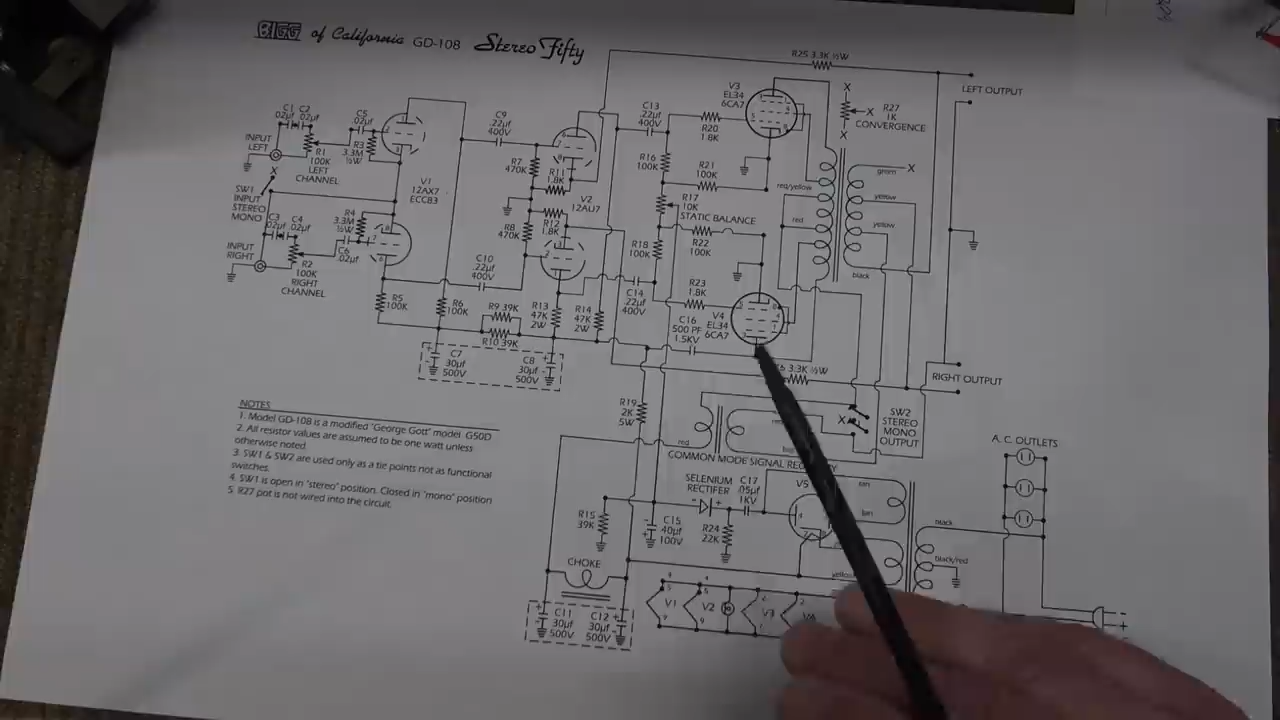 BIGG of California GD-108 Stereo Fifty
R25 3.3K ½W
LEFT OUTPUT
V3
EL34
6CA7
X
X
R27
1K
CONVERGENCE
X
C1 C2
.02µf .02µf
INPUT
LEFT
R1
100K
LEFT
CHANNEL
C5
.02µ
R3
3.3M
½W
V1
12AX7
ECC83
C9
.22µf
400V
R7
470K
R11
1.8K
V2
12AU7
C13
.22µf
400V
R20
1.8K
R16
100K
R21
100K
R17
10K
STATIC BALANCE
R22
100K
R18
100K
red/yellow
red
green
X
yellow
yellow
black
X
SW1
INPUT
STEREO
MONO
C3 C4
.02µf .02µf
INPUT
RIGHT
R2
100K
RIGHT
CHANNEL
R4
3.3M
½W
C6
.02µf
R8
470K
R12
1.8K
C10
.22µf
400V
C14
.22µf
400V
R23
1.8K
V4
EL34
6CA7
R5
100K
R6
100K
R9 39K
R10 39K
R13
47K
2W
R14
47K
2W
C16
500 PF
1.5KV
C7
30µf
500V
C8
30µf
500V
3.3K ½W
RIGHT OUTPUT
R19
2K
5W
red
X
SW2
STEREO
MONO
OUTPUT
COMMON MODE SIGNAL
A.C. OUTLETS
NOTES
1. Model GD-108 is a modified "George Gott" model G50D
2. All resistor values are assumed to be one watt unless
otherwise noted.
3. SW1 & SW2 are used only as a tie points not as functional
switches.
4. SW1 is open in "stereo" position. Closed in "mono" position
5. R27 pot is not wired into the circuit.
SELENIUM
RECTIFER
C17
.05µf
1KV
V5
tan
tan
R15
39K
C15
40µf
100V
R24
22K
black
black/red
yellow
CHOKE
C11
30µf
500V
C12
30µf
500V
V1
V2
V3